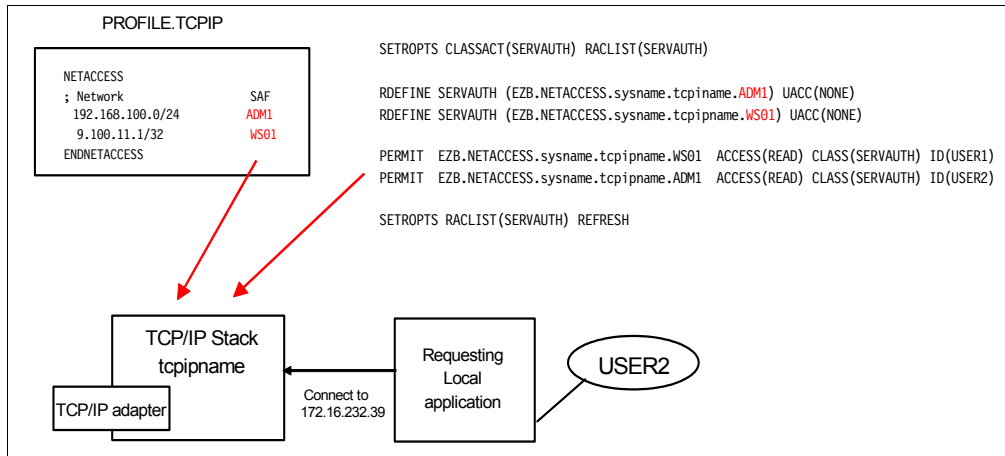 PROFILE.TCPIP
NETACCESS
; Network SAF
192.168.100.0/24 ADM1
9.100.11.1/32 WS01
ENDNETACCESS
SETROPTS CLASSACT(SERVAUTH) RACLIST(SERVAUTH)
RDEFINE SERVAUTH (EZB.NETACCESS.sysname.tcpiname.ADM1) UACC(NONE)
RDEFINE SERVAUTH (EZB.NETACCESS.sysname.tcpipname.WS01) UACC(NONE)
PERMIT EZB.NETACCESS.sysname.tcpipname.WS01 ACCESS(READ) CLASS(SERVAUTH) ID(USER1)
PERMIT EZB.NETACCESS.sysname.tcpipname.ADM1 ACCESS(READ) CLASS(SERVAUTH) ID(USER2)
SETROPTS RACLIST(SERVAUTH) REFRESH
TCP/IP Stack
tcpipname
TCP/IP adapter
Connect to
172.16.232.39
Requesting
Local
application
USER2